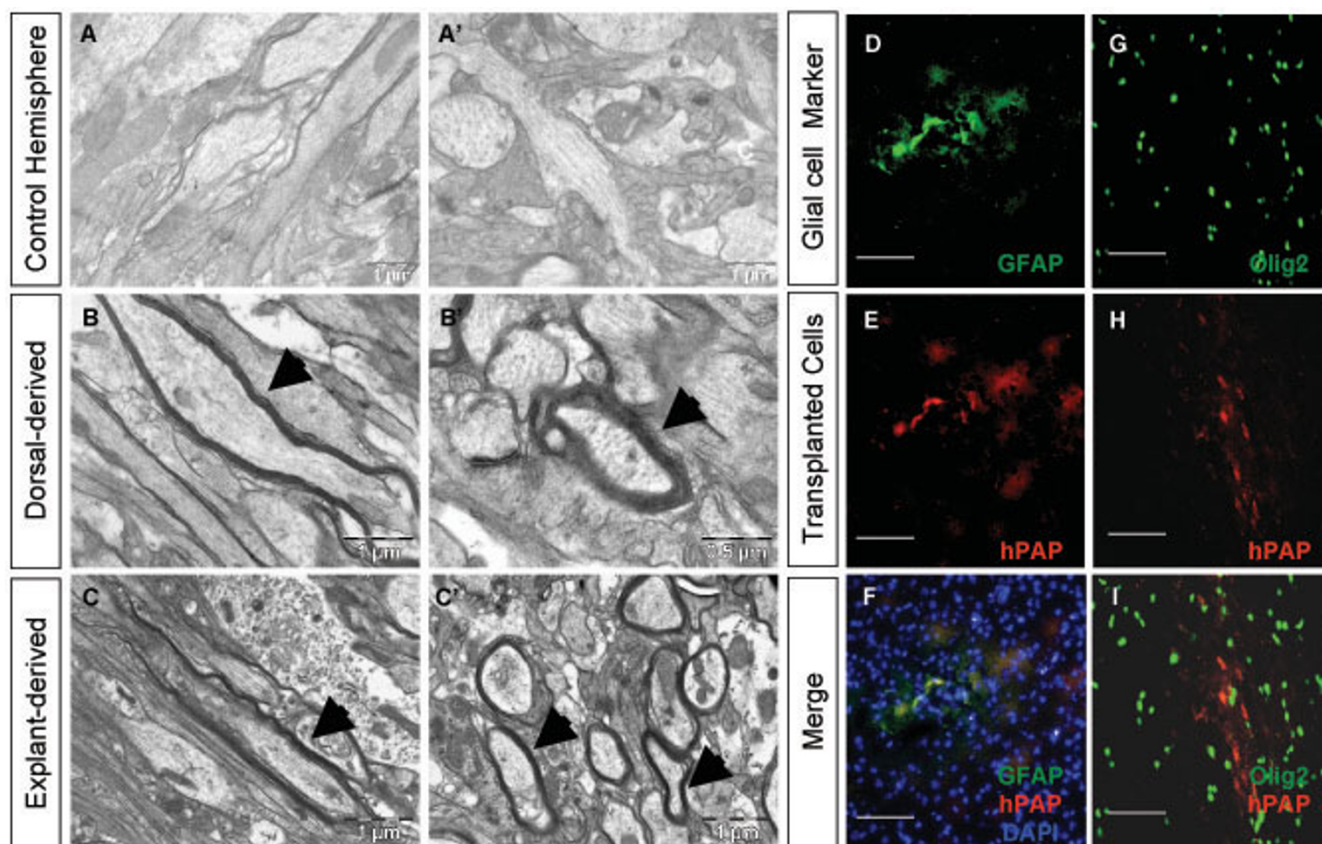 Control Hemisphere
A
1 µm
A'
1 µm
Dorsal-derived
B
1 µm
B'
0.5 µm
Explant-derived
C
1 µm
C'
1 µm
Glial cell Marker
D
GFAP
G
Olig2
Transplanted Cells
E
hPAP
H
hPAP
Merge
F
GFAP
hPAP
DAPI
I
Olig2
hPAP